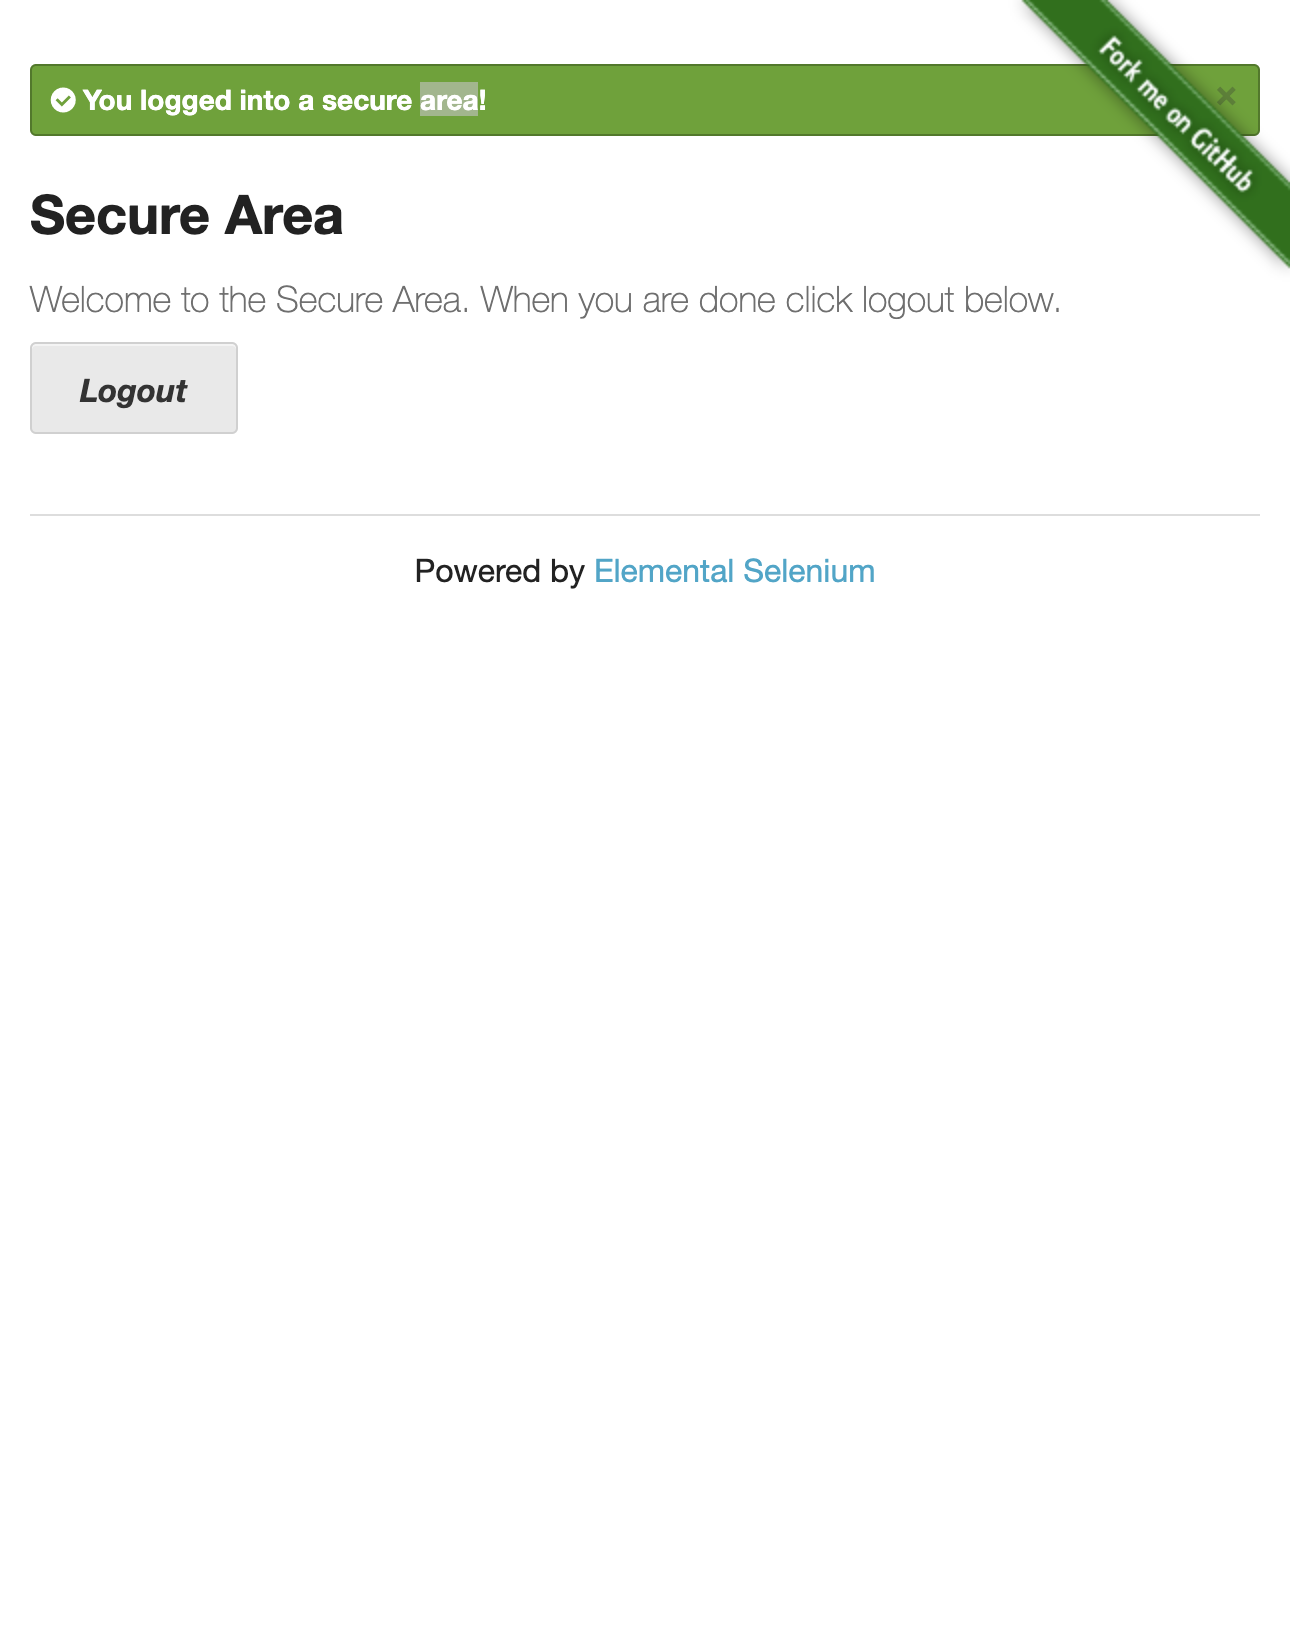 Fork me on GitHub
You logged into a secure area!
×
Secure Area
Welcome to the Secure Area. When you are done click logout below.
Logout
Powered by Elemental Selenium